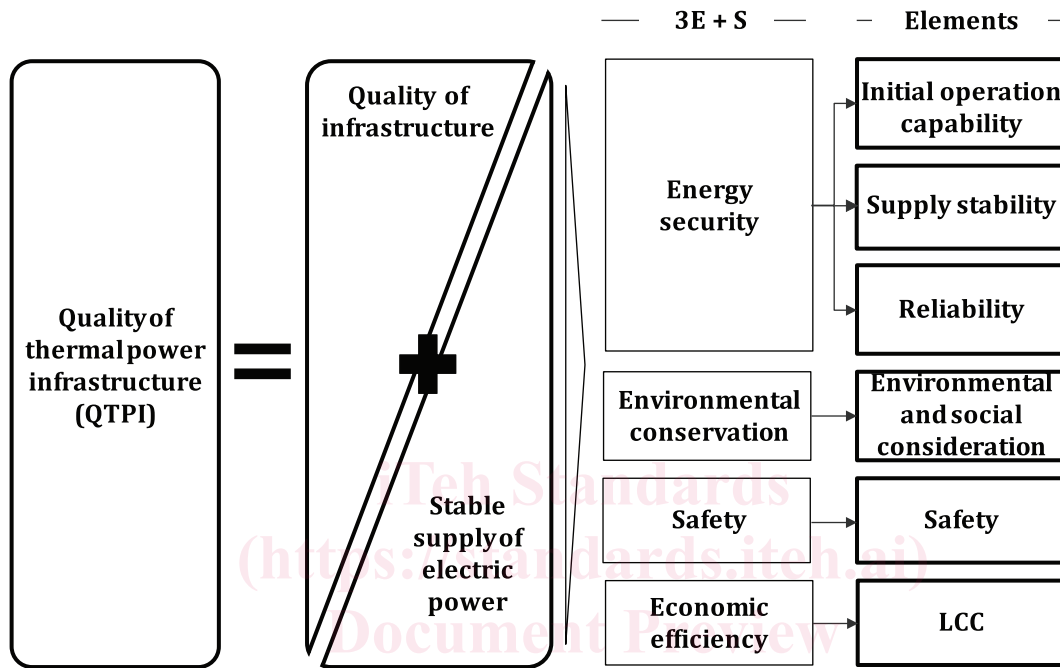 3E + S
Elements
Quality of
thermal power
infrastructure
(QTPI)
=
Quality of
infrastructure
+
Stable
supply of
electric
power
Energy
security
Initial operation
capability
Supply stability
Reliability
Environmental
conservation
Environmental
and social
consideration
Safety
Safety
Economic
efficiency
LCC
iTeh Standards
(https://standards.iteh.ai)
Document Preview